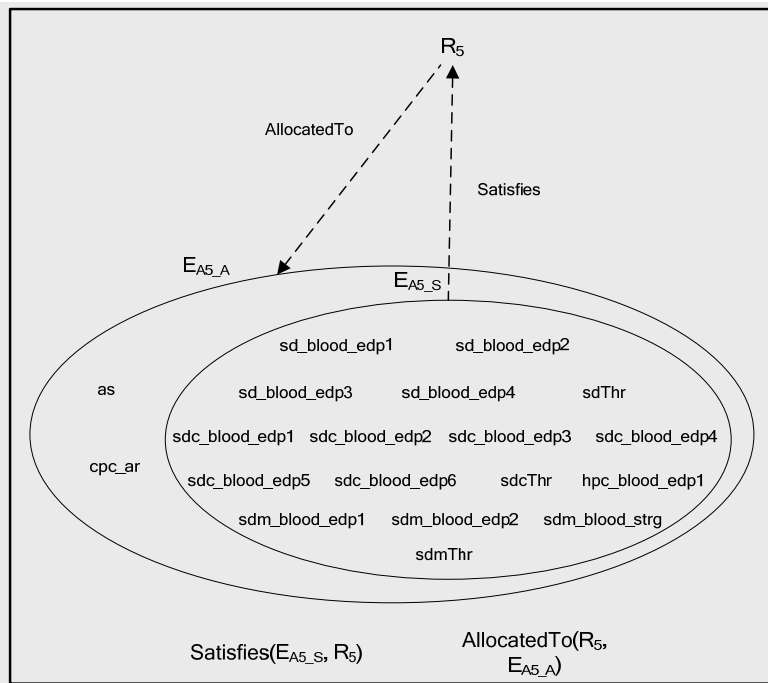 R5
AllocatedTo
Satisfies
EA5_A
EA5_S
sd_blood_edp1 sd_blood_edp2
as sd_blood_edp3 sd_blood_edp4 sdThr
sdc_blood_edp1 sdc_blood_edp2 sdc_blood_edp3 sdc_blood_edp4
cpc_ar
sdc_blood_edp5 sdc_blood_edp6 sdcThr hpc_blood_edp1
sdm_blood_edp1 sdm_blood_edp2 sdm_blood_strg
sdmThr
Satisfies(EA5_S, R5)
AllocatedTo(R5,
EA5_A)